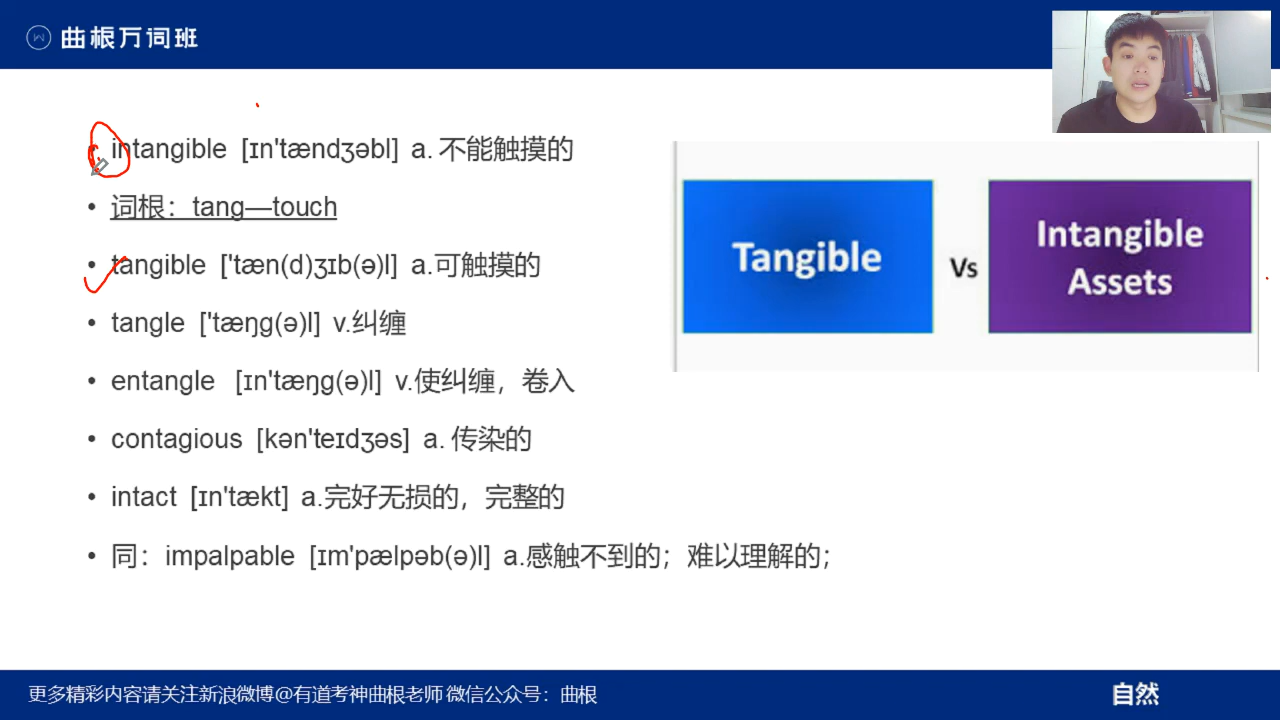 曲根万词班
intangible [ɪn'tændʒəbl] a. 不能触摸的
词根：tang—touch
tangible ['tæn(d)ʒɪb(ə)l] a.可触摸的
tangle ['tæŋg(ə)l] v.纠缠
entangle [ɪn'tæŋg(ə)l] v.使纠缠，卷入
contagious [kən'teɪdʒəs] a. 传染的
intact [ɪn'tækt] a.完好无损的，完整的
同：impalpable [ɪm'pælpəb(ə)l] a.感触不到的；难以理解的；
Tangible
Vs
Intangible
Assets
更多精彩内容请关注新浪微博@有道考神曲根老师 微信公众号：曲根
自然